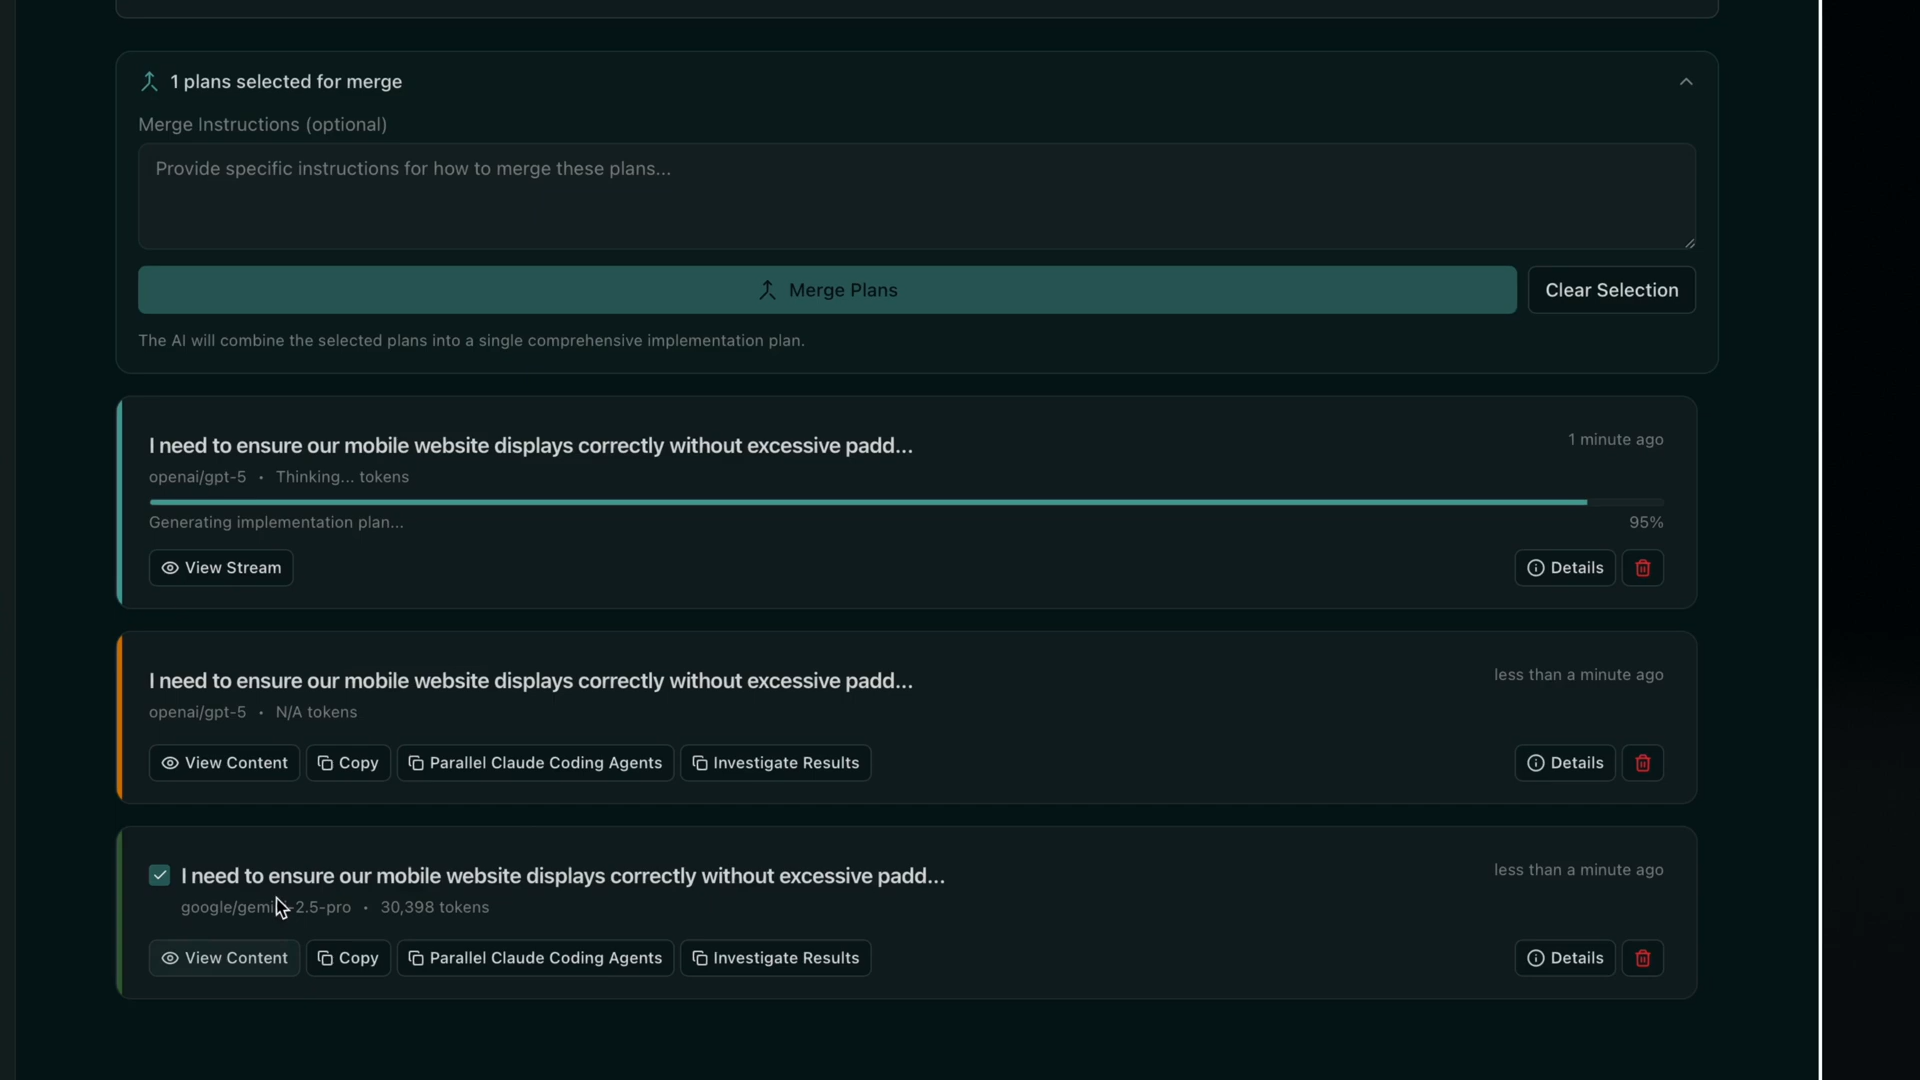 1 plans selected for merge
Merge Instructions (optional)
Provide specific instructions for how to merge these plans...
Merge Plans
Clear Selection
The AI will combine the selected plans into a single comprehensive implementation plan.
I need to ensure our mobile website displays correctly without excessive padd...
1 minute ago
openai/gpt-5 • Thinking... tokens
Generating implementation plan...
95%
View Stream
Details
I need to ensure our mobile website displays correctly without excessive padd...
less than a minute ago
openai/gpt-5 • N/A tokens
View Content
Copy
Parallel Claude Coding Agents
Investigate Results
Details
I need to ensure our mobile website displays correctly without excessive padd...
less than a minute ago
google/gemini-2.5-pro • 30,398 tokens
View Content
Copy
Parallel Claude Coding Agents
Investigate Results
Details